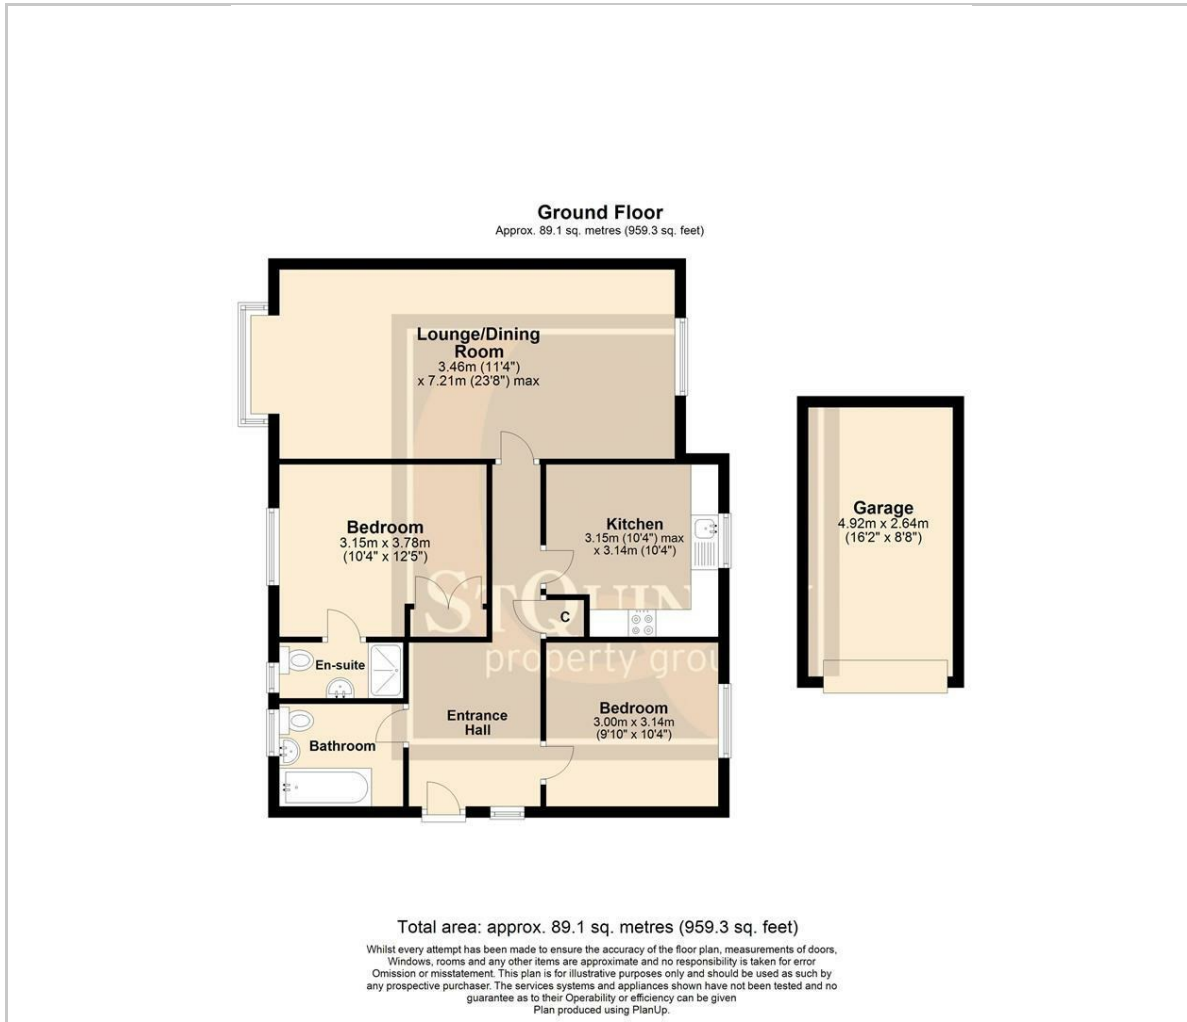 Ground Floor
Approx. 89.1 sq. metres (959.3 sq. feet)
Lounge/Dining
Room
3.46m (11'4")
x 7.21m (23'8") max
Bedroom
3.15m x 3.78m
(10'4" x 12'5")
Kitchen
3.15m (10'4") max
x 3.14m (10'4")
Garage
4.92m x 2.64m
(16'2" x 8'8")
C
property
En-suite
Entrance
Hall
Bathroom
Bedroom
3.00m x 3.14m
(9'10" x 10'4")
Total area: approx. 89.1 sq. metres (959.3 sq. feet)
Whilst every attempt has been made to ensure the accuracy of the floor plan, measurements of doors,
Windows, rooms and any other items are approximate and no responsibility is taken for error
Omission or misstatement. This plan is for illustrative purposes only and should be used as such by
any prospective purchaser. The services systems and appliances shown have not been tested and no
guarantee as to their Operability or efficiency can be given
Plan produced using PlanUp.